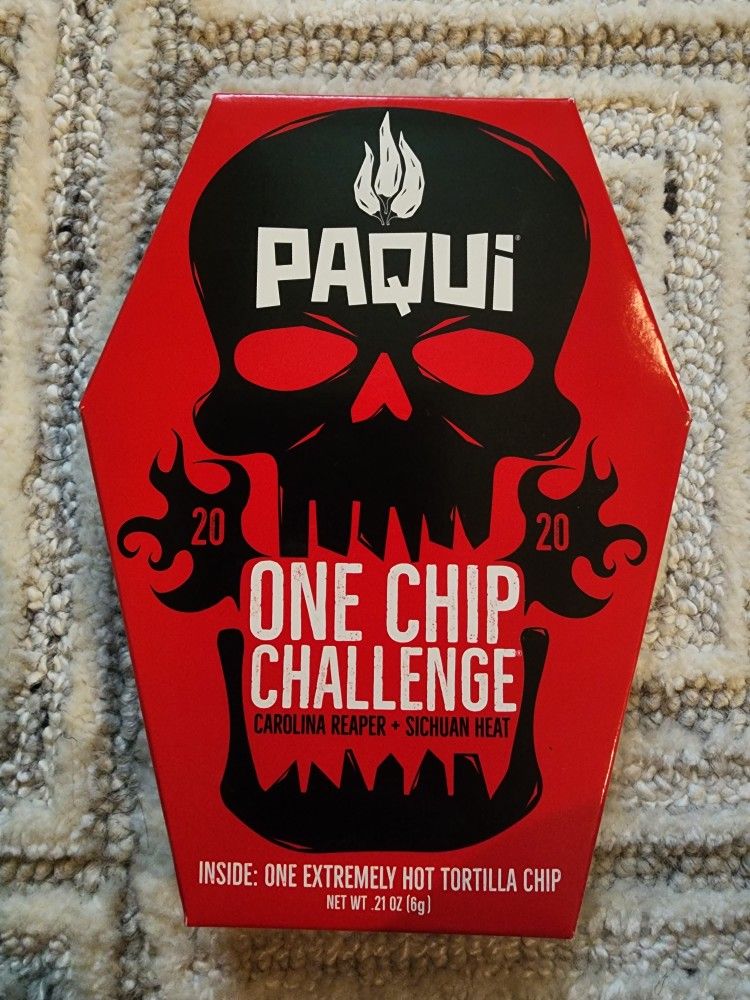 PAQUI
20 20
ONE CHIP
CHALLENGE
CAROLINA REAPER + SICHUAN HEAT
INSIDE: ONE EXTREMELY HOT TORTILLA CHIP
NET WT .21 OZ (6g)